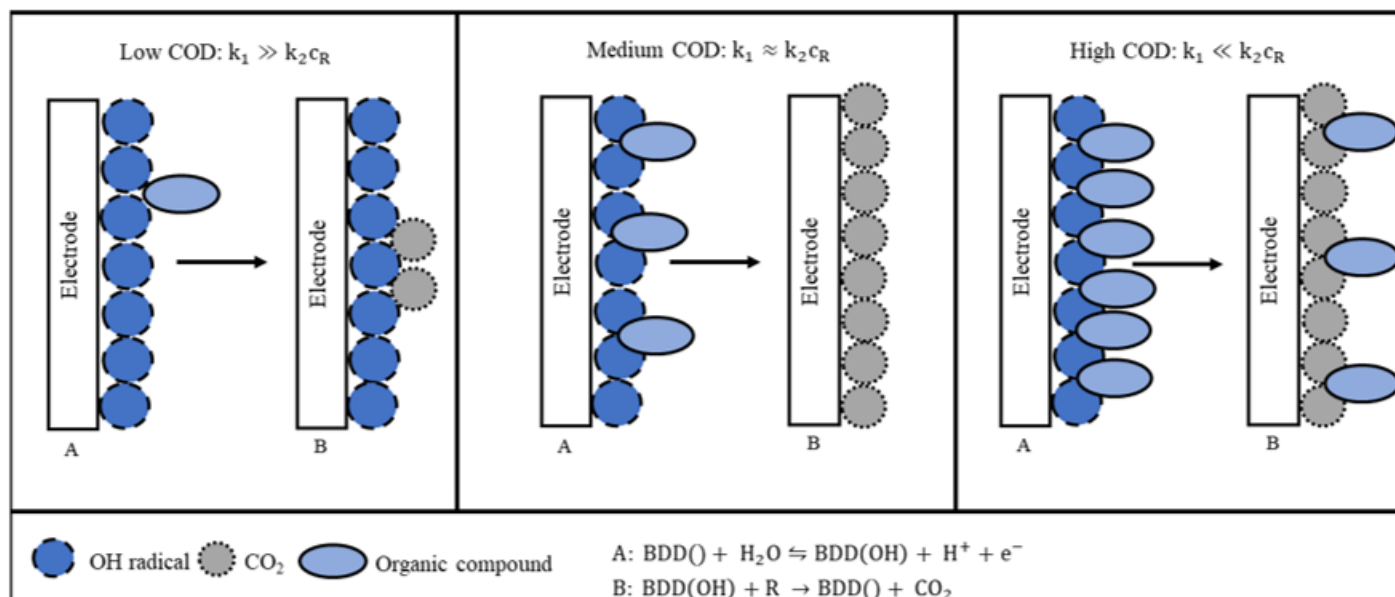 Low COD: k₁ ≫ k₂c_R
Electrode
A
Electrode
B
Medium COD: k₁ ≈ k₂c_R
Electrode
A
Electrode
B
High COD: k₁ ≪ k₂c_R
Electrode
A
Electrode
B
OH radical
CO₂
Organic compound
A: BDD() + H₂O ⇋ BDD(OH) + H⁺ + e⁻
B: BDD(OH) + R → BDD() + CO₂